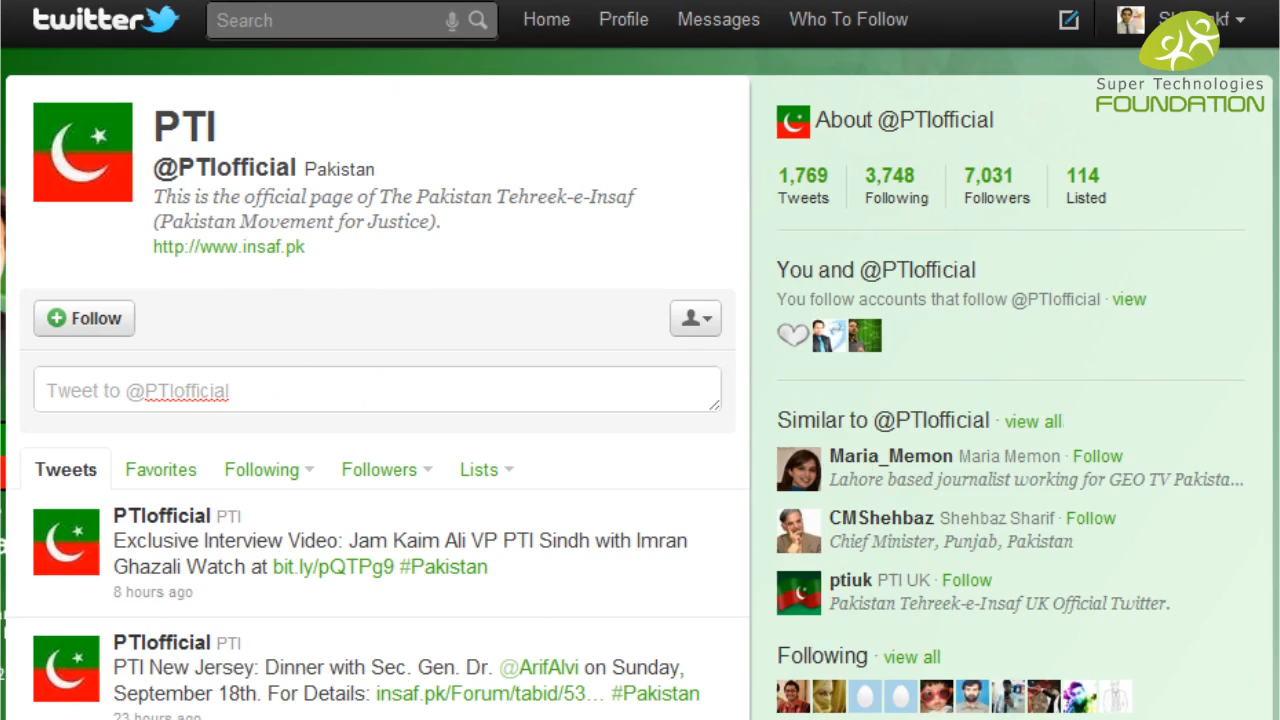 twitter
Search
Home Profile Messages Who To Follow
Super Technologies
FOUNDATION
PTI
@PTIofficial Pakistan
This is the official page of The Pakistan Tehreek-e-Insaf
(Pakistan Movement for Justice).
http://www.insaf.pk
Follow
Tweet to @PTIofficial
Tweets Favorites Following Followers Lists
PTIofficial PTI
Exclusive Interview Video: Jam Kaim Ali VP PTI Sindh with Imran
Ghazali Watch at bit.ly/pQTPg9 #Pakistan
8 hours ago
PTIofficial PTI
PTI New Jersey: Dinner with Sec. Gen. Dr. @ArifAlvi on Sunday,
September 18th. For Details: insaf.pk/Forum/tabid/53... #Pakistan
23 hours ago
About @PTIofficial
1,769 3,748 7,031 114
Tweets Following Followers Listed
You and @PTIofficial
You follow accounts that follow @PTIofficial · view
Similar to @PTIofficial · view all
Maria_Memon Maria Memon · Follow
Lahore based journalist working for GEO TV Pakista...
CMShehbaz Shehbaz Sharif · Follow
Chief Minister, Punjab, Pakistan
ptiuk PTI UK · Follow
Pakistan Tehreek-e-Insaf UK Official Twitter.
Following · view all